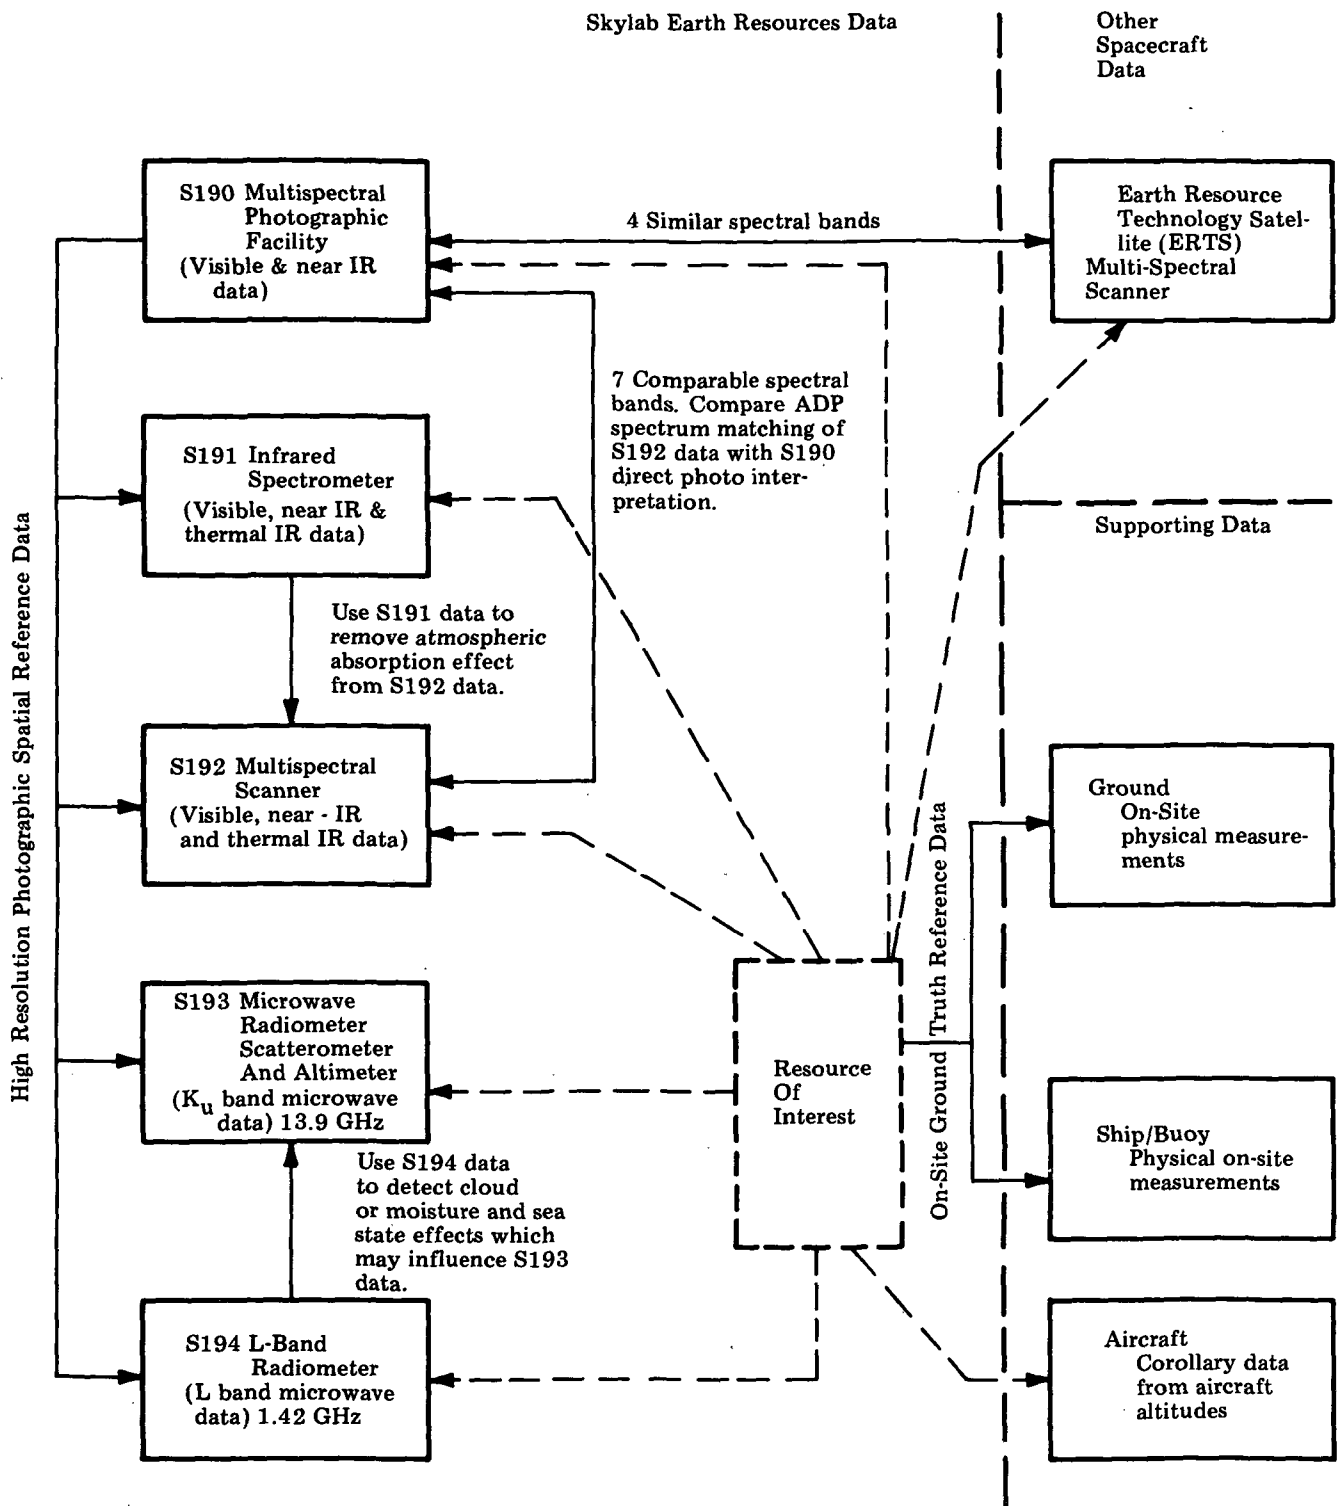 Skylab Earth Resources Data
Other
Spacecraft
Data
S190 Multispectral
Photographic
Facility
(Visible & near IR
data)
4 Similar spectral bands
Earth Resource
Technology Satel-
lite (ERTS)
Multi-Spectral
Scanner
7 Comparable spectral
bands. Compare ADP
spectrum matching of
S192 data with S190
direct photo inter-
pretation.
S191 Infrared
Spectrometer
(Visible, near IR &
thermal IR data)
Supporting Data
High Resolution Photographic Spatial Reference Data
Use S191 data to
remove atmospheric
absorption effect
from S192 data.
S192 Multispectral
Scanner
(Visible, near - IR
and thermal IR data)
Ground
On-Site
physical measure-
ments
On-Site Ground Truth Reference Data
S193 Microwave
Radiometer
Scatterometer
And Altimeter
(Ku band microwave
data) 13.9 GHz
Resource
Of
Interest
Ship/Buoy
Physical on-site
measurements
Use S194 data
to detect cloud
or moisture and sea
state effects which
may influence S193
data.
S194 L-Band
Radiometer
(L band microwave
data) 1.42 GHz
Aircraft
Corollary data
from aircraft
altitudes